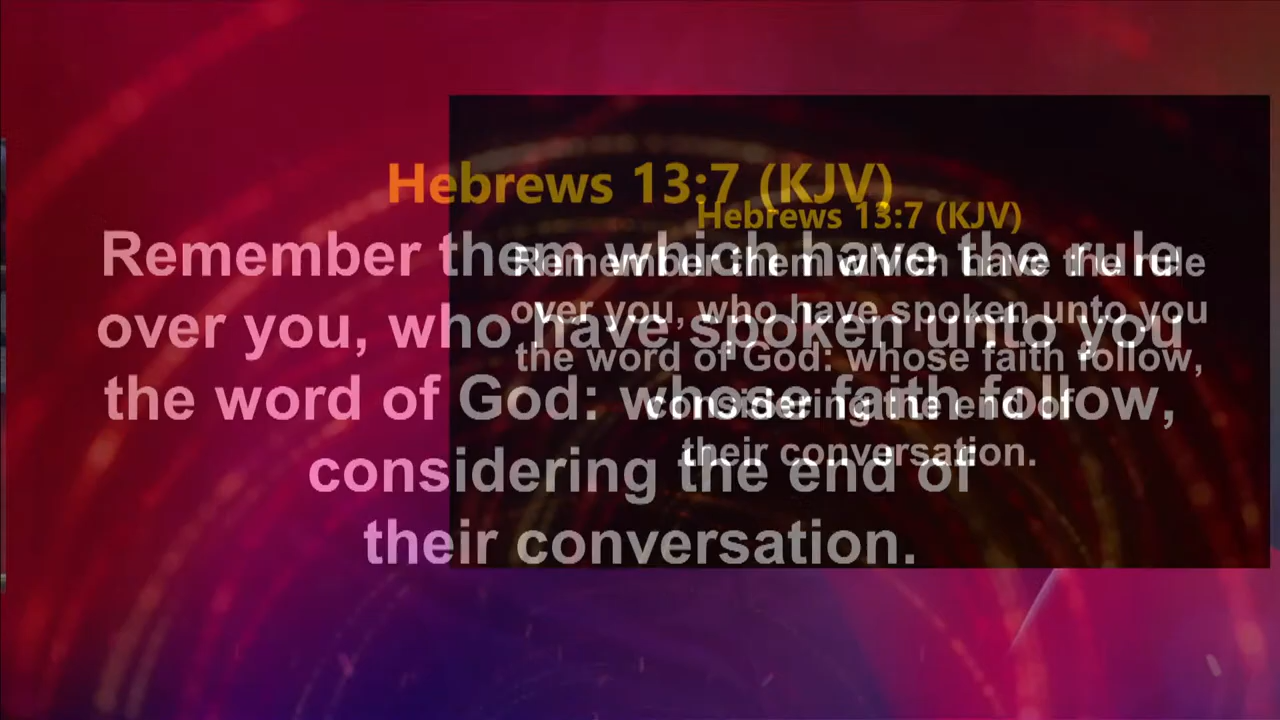 Hebrews 13:7 (KJV)
Remember them which have the rule
over you, who have spoken unto you
the word of God: whose faith follow,
considering the end of
their conversation.
Hebrews 13:7 (KJV)
Remember them which have the rule
over you, who have spoken unto you
the word of God: whose faith follow,
considering the end of
their conversation.